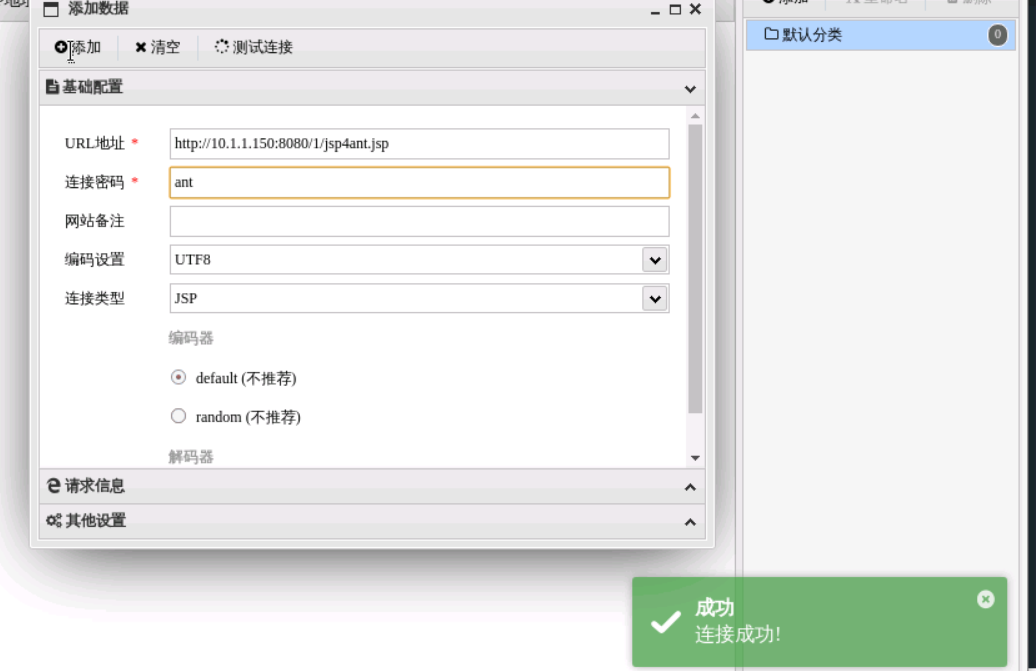 添加数据
添加 清空 测试连接
默认分类 0
基础配置
URL地址 * http://10.1.1.150:8080/1/jsp4ant.jsp
连接密码 * ant
网站备注
编码设置 UTF8
连接类型 JSP
编码器
default (不推荐)
random (不推荐)
解码器
请求信息
其他设置
成功
连接成功!